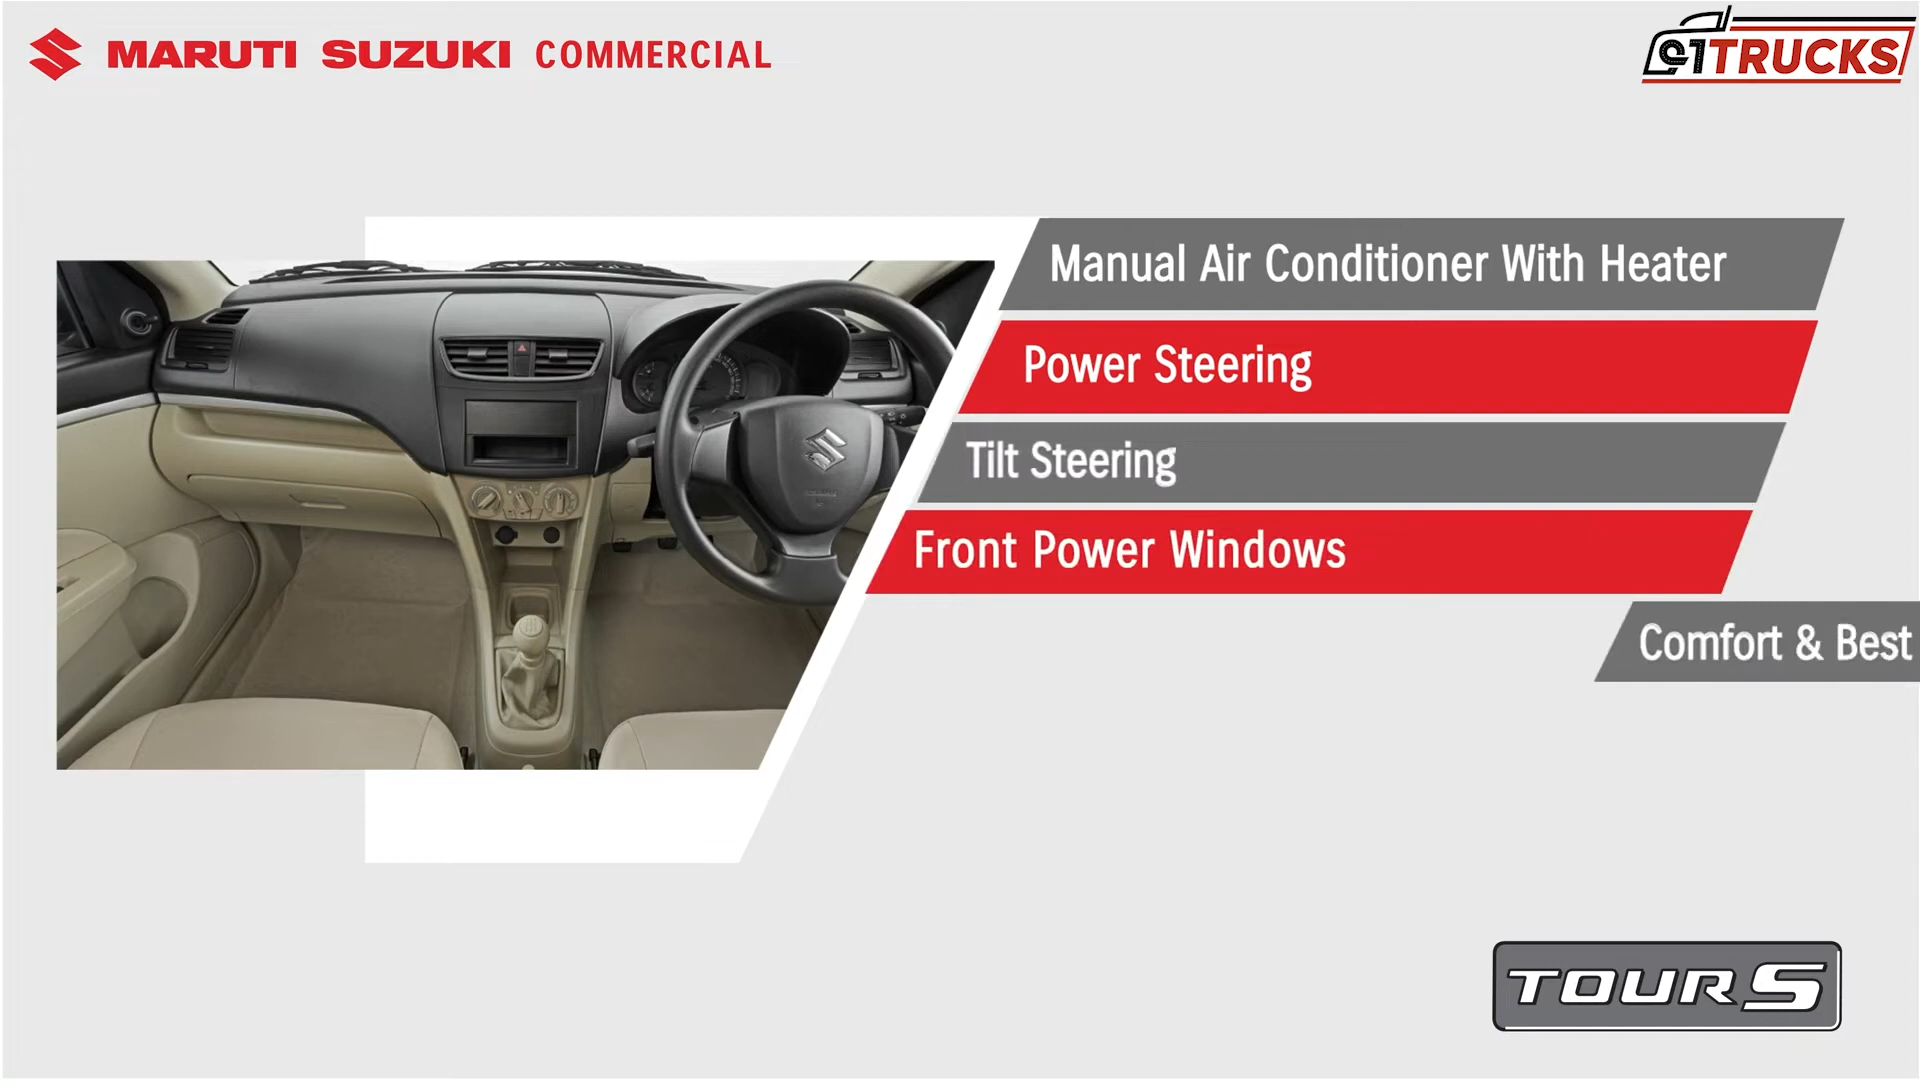 MARUTI SUZUKI COMMERCIAL
91TRUCKS
Manual Air Conditioner With Heater
Power Steering
Tilt Steering
Front Power Windows
Comfort & Best
TOUR S